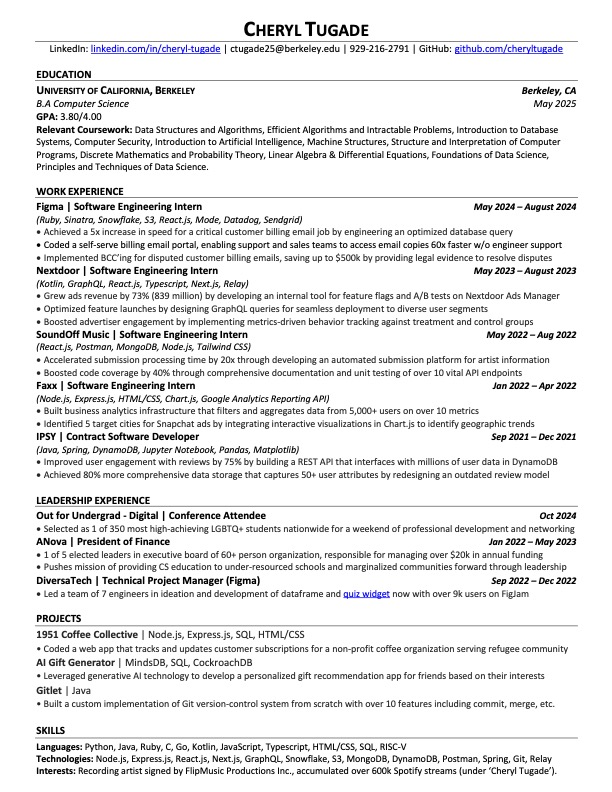 CHERYL TUGADE
LinkedIn: linkedin.com/in/cheryl-tugade | ctugade25@berkeley.edu | 929-216-2791 | GitHub: github.com/cheryltugade
EDUCATION
UNIVERSITY OF CALIFORNIA, BERKELEY Berkeley, CA
B.A Computer Science May 2025
GPA: 3.80/4.00
Relevant Coursework: Data Structures and Algorithms, Efficient Algorithms and Intractable Problems, Introduction to Database
Systems, Computer Security, Introduction to Artificial Intelligence, Machine Structures, Structure and Interpretation of Computer
Programs, Discrete Mathematics and Probability Theory, Linear Algebra & Differential Equations, Foundations of Data Science,
Principles and Techniques of Data Science.
WORK EXPERIENCE
Figma | Software Engineering Intern May 2024 – August 2024
(Ruby, Sinatra, Snowflake, S3, React.js, Mode, Datadog, Sendgrid)
• Achieved a 5x increase in speed for a critical customer billing email job by engineering an optimized database query
• Coded a self-serve billing email portal, enabling support and sales teams to access email copies 60x faster w/o engineer support
• Implemented BCC'ing for disputed customer billing emails, saving up to $500k by providing legal evidence to resolve disputes
Nextdoor | Software Engineering Intern May 2023 – August 2023
(Kotlin, GraphQL, React.js, Typescript, Next.js, Relay)
• Grew ads revenue by 73% (839 million) by developing an internal tool for feature flags and A/B tests on Nextdoor Ads Manager
• Optimized feature launches by designing GraphQL queries for seamless deployment to diverse user segments
• Boosted advertiser engagement by implementing metrics-driven behavior tracking against treatment and control groups
SoundOff Music | Software Engineering Intern May 2022 – Aug 2022
(React.js, Postman, MongoDB, Node.js, Tailwind CSS)
• Accelerated submission processing time by 20x through developing an automated submission platform for artist information
• Boosted code coverage by 40% through comprehensive documentation and unit testing of over 10 vital API endpoints
Faxx | Software Engineering Intern Jan 2022 – Apr 2022
(Node.js, Express.js, HTML/CSS, Chart.js, Google Analytics Reporting API)
• Built business analytics infrastructure that filters and aggregates data from 5,000+ users on over 10 metrics
• Identified 5 target cities for Snapchat ads by integrating interactive visualizations in Chart.js to identify geographic trends
IPSY | Contract Software Developer Sep 2021 – Dec 2021
(Java, Spring, DynamoDB, Jupyter Notebook, Pandas, Matplotlib)
• Improved user engagement with reviews by 75% by building a REST API that interfaces with millions of user data in DynamoDB
• Achieved 80% more comprehensive data storage that captures 50+ user attributes by redesigning an outdated review model
LEADERSHIP EXPERIENCE
Out for Undergrad - Digital | Conference Attendee Oct 2024
• Selected as 1 of 350 most high-achieving LGBTQ+ students nationwide for a weekend of professional development and networking
ANova | President of Finance Jan 2022 – May 2023
• 1 of 5 elected leaders in executive board of 60+ person organization, responsible for managing over $20k in annual funding
• Pushes mission of providing CS education to under-resourced schools and marginalized communities forward through leadership
DiversaTech | Technical Project Manager (Figma) Sep 2022 – Dec 2022
• Led a team of 7 engineers in ideation and development of dataframe and quiz widget now with over 9k users on FigJam
PROJECTS
1951 Coffee Collective | Node.js, Express.js, SQL, HTML/CSS
• Coded a web app that tracks and updates customer subscriptions for a non-profit coffee organization serving refugee community
AI Gift Generator | MindsDB, SQL, CockroachDB
• Leveraged generative AI technology to develop a personalized gift recommendation app for friends based on their interests
Gitlet | Java
• Built a custom implementation of Git version-control system from scratch with over 10 features including commit, merge, etc.
SKILLS
Languages: Python, Java, Ruby, C, Go, Kotlin, JavaScript, Typescript, HTML/CSS, SQL, RISC-V
Technologies: Node.js, Express.js, React.js, Next.js, GraphQL, Snowflake, S3, MongoDB, DynamoDB, Postman, Spring, Git, Relay
Interests: Recording artist signed by FlipMusic Productions Inc., accumulated over 600k Spotify streams (under 'Cheryl Tugade').